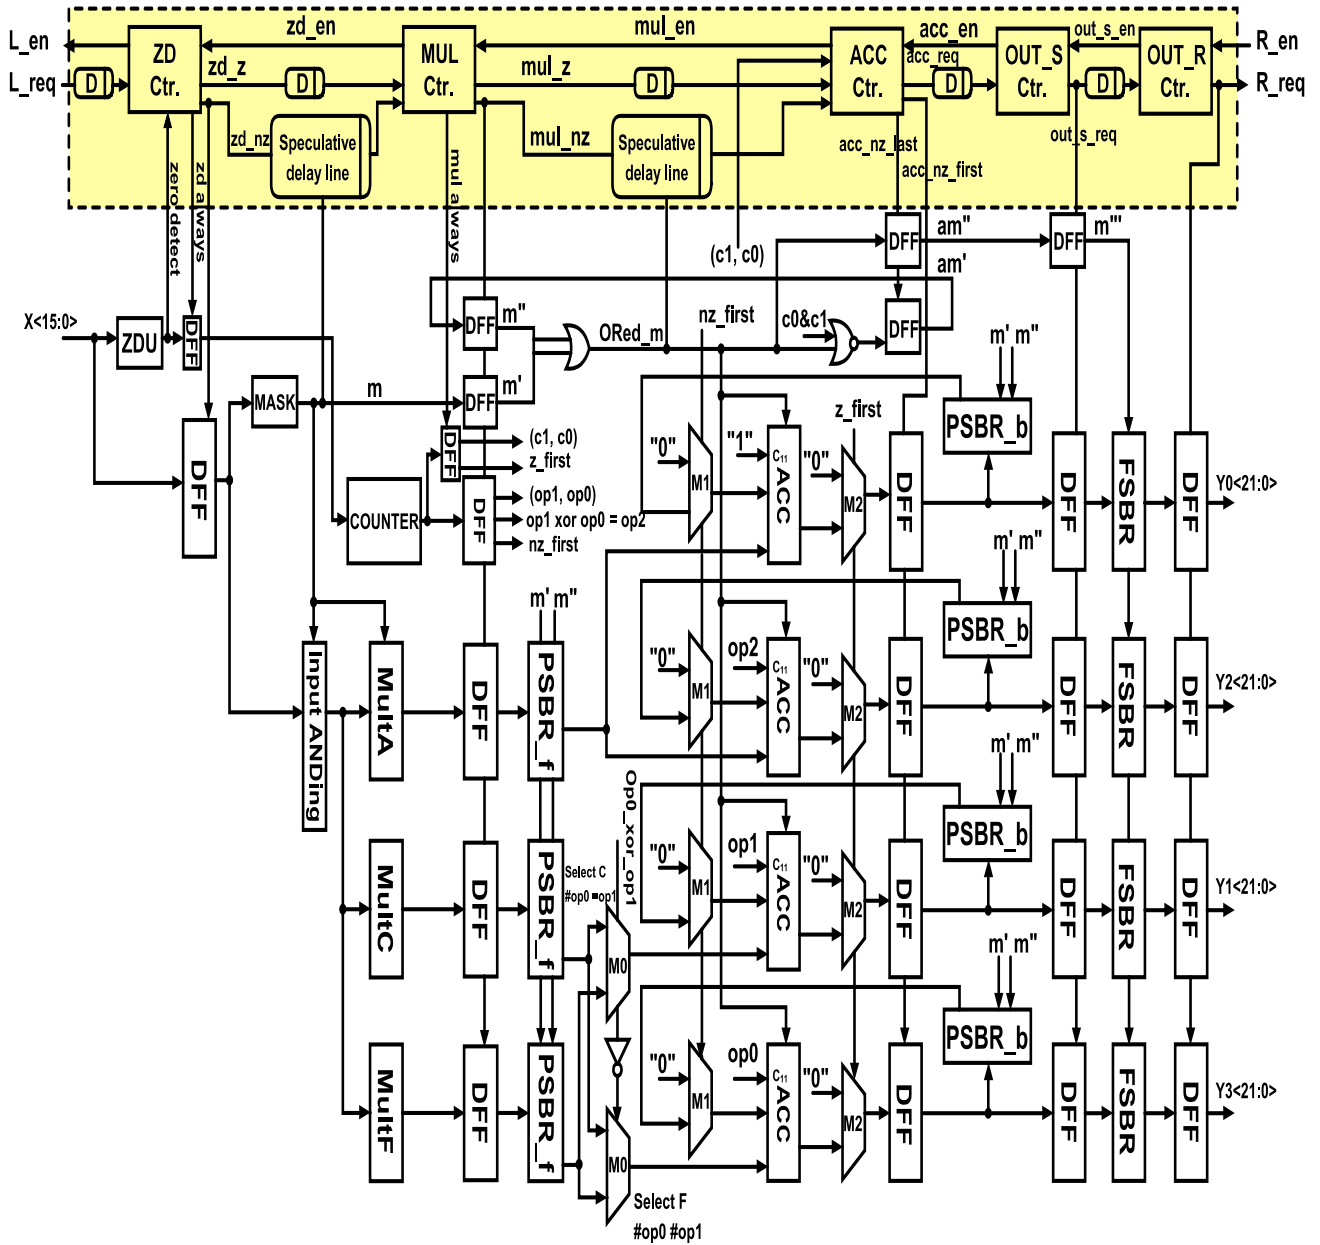 L_en
zd_en
mul_en
acc_en
out_s_en
R_en
ZD
Ctr.
MUL
Ctr.
ACC
Ctr.
OUT_S
Ctr.
OUT_R
Ctr.
L_req
D
zd_z
D
mul_z
D
acc_req
D
D
R_req
zd_nz
Speculative
delay line
mul_nz
Speculative
delay line
acc_nz_last
acc_nz_first
out_s_req
zero detect
zd always
mul always
(c1, c0)
DFF
am"
DFF
m'"
am'
X<15:0>
ZDU
DFF
DFF
m"
ORed_m
nz_first
c0&c1
DFF
m' m"
MASK
m
DFF
m'
z_first
PSBR_b
DFF
DFF
(c1, c0)
z_first
"0"
M1
"1"
C11
ACC
"0"
M2
DFF
DFF
FSBR
DFF
Y0<21:0>
COUNTER
DFF
(op1, op0)
op1 xor op0 = op2
nz_first
m' m"
PSBR_b
m' m"
Input ANDing
MultA
DFF
PSBR_f
"0"
M1
op2
C11
ACC
"0"
M2
DFF
DFF
FSBR
DFF
Y2<21:0>
m' m"
PSBR_b
Op0_xor_op1
MultC
DFF
PSBR_f
Select C
#op0 =op1
M0
"0"
M1
op1
C11
ACC
"0"
M2
DFF
DFF
FSBR
DFF
Y1<21:0>
m' m"
PSBR_b
MultF
DFF
PSBR_f
M0
"0"
M1
op0
C11
ACC
"0"
M2
DFF
DFF
FSBR
DFF
Y3<21:0>
Select F
#op0 #op1